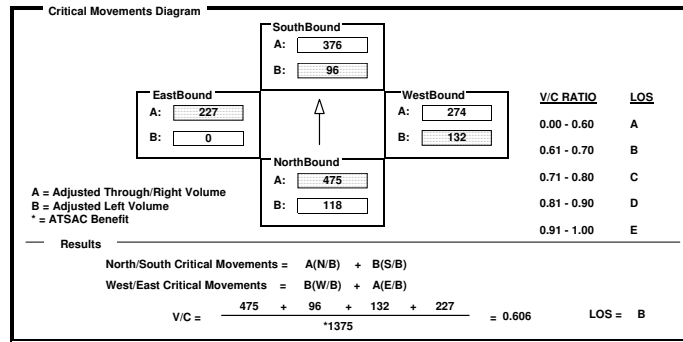 Critical Movements Diagram
SouthBound
A: 376
B: 96
EastBound
A: 227
B: 0
WestBound
A: 274
B: 132
NorthBound
A: 475
B: 118
V/C RATIO LOS
0.00 - 0.60 A
0.61 - 0.70 B
0.71 - 0.80 C
0.81 - 0.90 D
0.91 - 1.00 E
A = Adjusted Through/Right Volume
B = Adjusted Left Volume
* = ATSAC Benefit
Results
North/South Critical Movements = A(N/B) + B(S/B)
West/East Critical Movements = B(W/B) + A(E/B)
V/C = 475 + 96 + 132 + 227 = 0.606 LOS = B
*1375